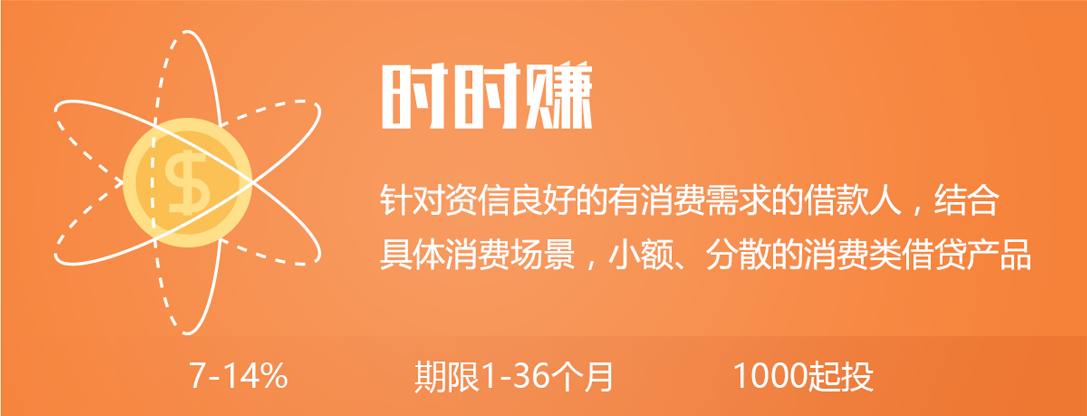 时时赚
针对资信良好的有消费需求的借款人，结合
具体消费场景，小额、分散的消费类借贷产品
7-14% 期限1-36个月 1000起投